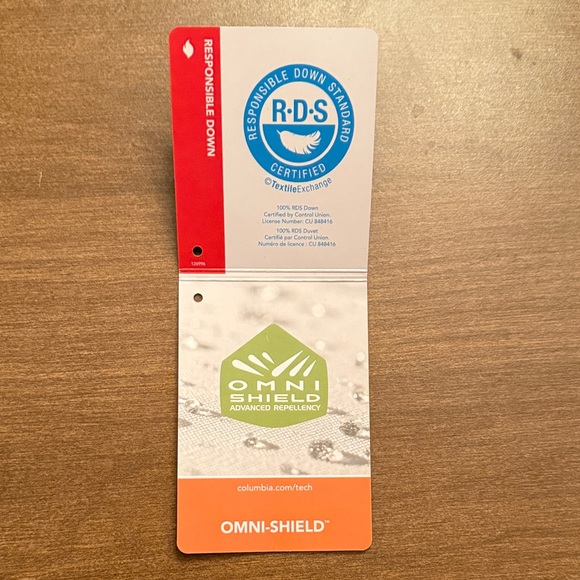 RESPONSIBLE DOWN
RESPONSIBLE DOWN STANDARD
R·D·S
CERTIFIED
©TextileExchange
100% RDS Down
Certified by Control Union.
License Number: CU 848416
100% RDS Duvet
Certifié par Control Union.
Numéro de licence : CU 848416
OMNI
SHIELD
ADVANCED REPELLENCY
columbia.com/tech
OMNI-SHIELD™